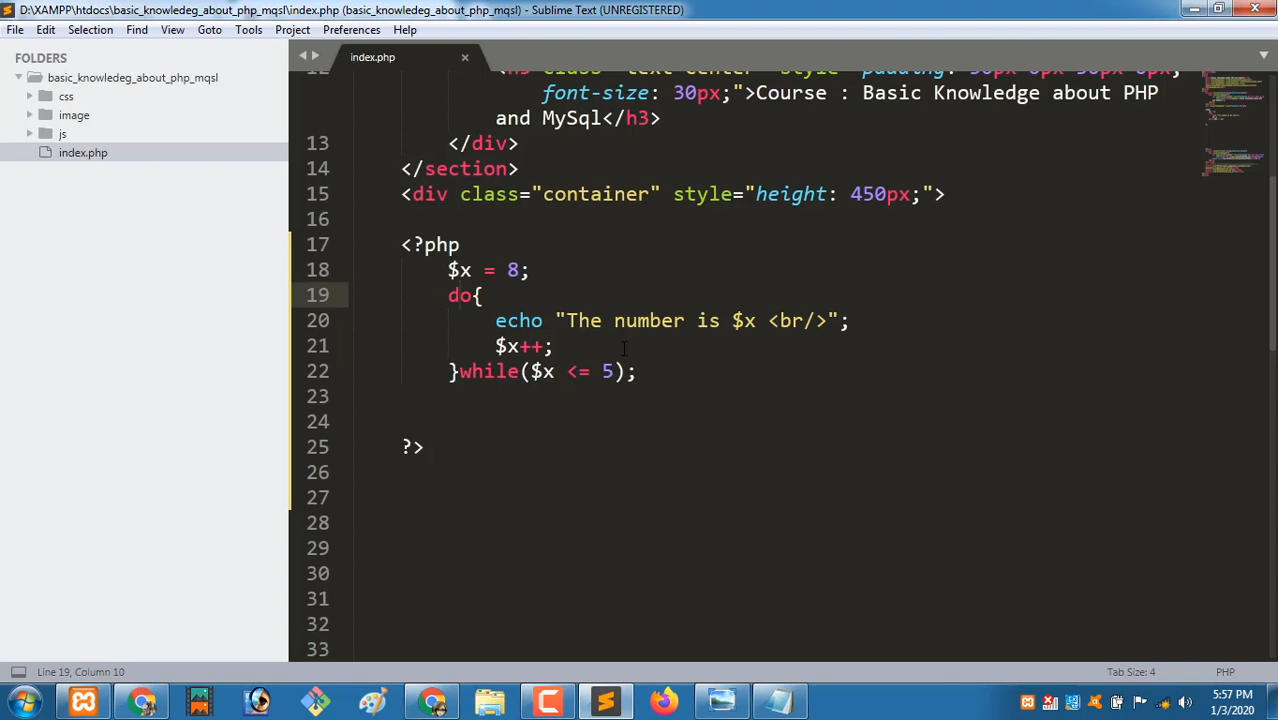 D:\XAMPP\htdocs\basic_knowledeg_about_php_mqsl\index.php (basic_knowledeg_about_php_mqsl) - Sublime Text (UNREGISTERED)
File Edit Selection Find View Goto Tools Project Preferences Help
FOLDERS
basic_knowledeg_about_php_mqsl
css
image
js
index.php
index.php
font-size: 30px;">Course : Basic Knowledge about PHP
and MySql</h3>
13 </div>
14 </section>
15 <div class="container" style="height: 450px;">
16
17 <?php
18 $x = 8;
19 do{
20 echo "The number is $x <br/>";
21 $x++;
22 }while($x <= 5);
23
24
25 ?>
26
27
28
29
30
31
32
33
Line 19, Column 10
Tab Size: 4
PHP
5:57 PM
1/3/2020